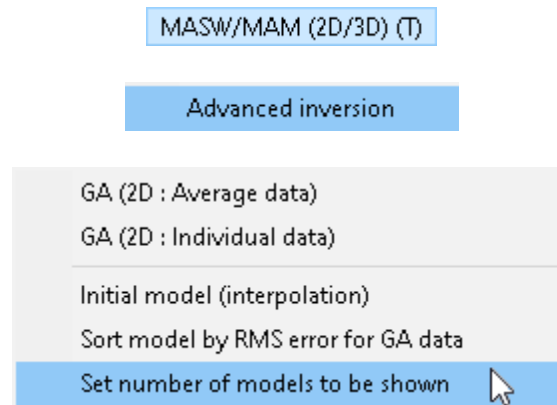 MASW/MAM (2D/3D) (T)
Advanced inversion
GA (2D : Average data)
GA (2D : Individual data)
Initial model (interpolation)
Sort model by RMS error for GA data
Set number of models to be shown